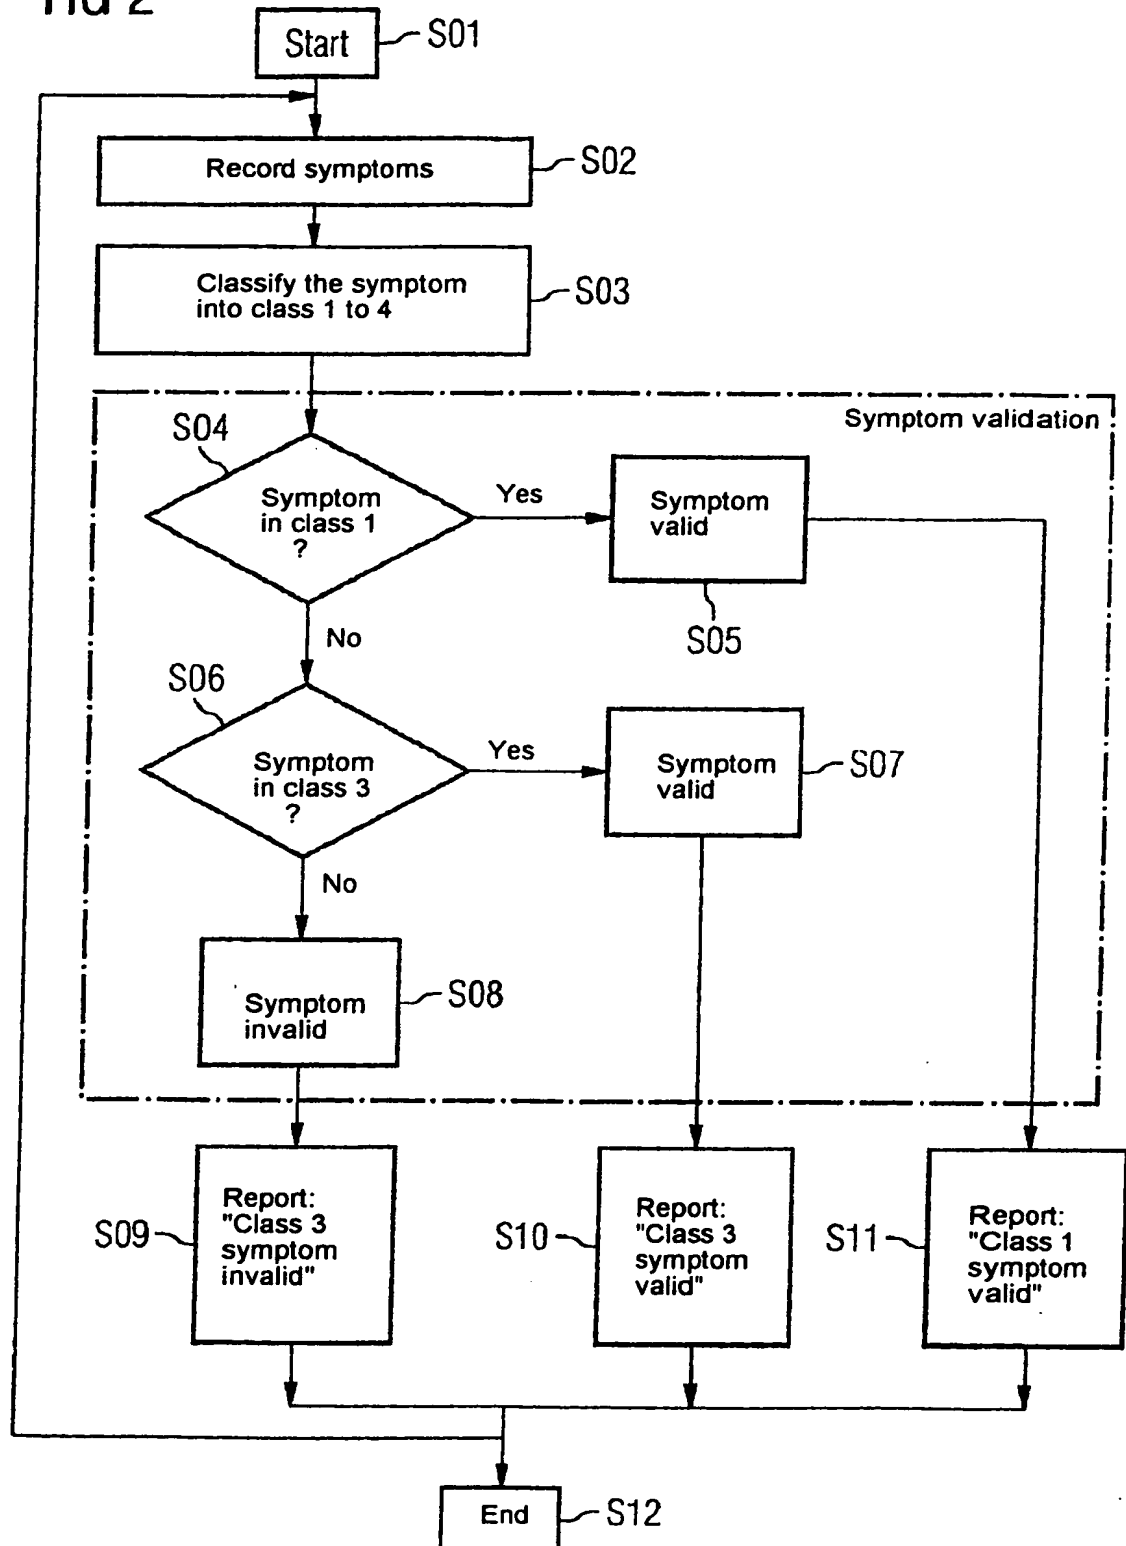 Start
S01
Record symptoms
S02
Classify the symptom
into class 1 to 4
S03
Symptom validation
S04
Symptom
in class 1
?
Yes
Symptom
valid
S05
No
S06
Symptom
in class 3
?
Yes
Symptom
valid
S07
No
Symptom
invalid
S08
S09
Report:
"Class 3
symptom
invalid"
S10
Report:
"Class 3
symptom
valid"
S11
Report:
"Class 1
symptom
valid"
End
S12